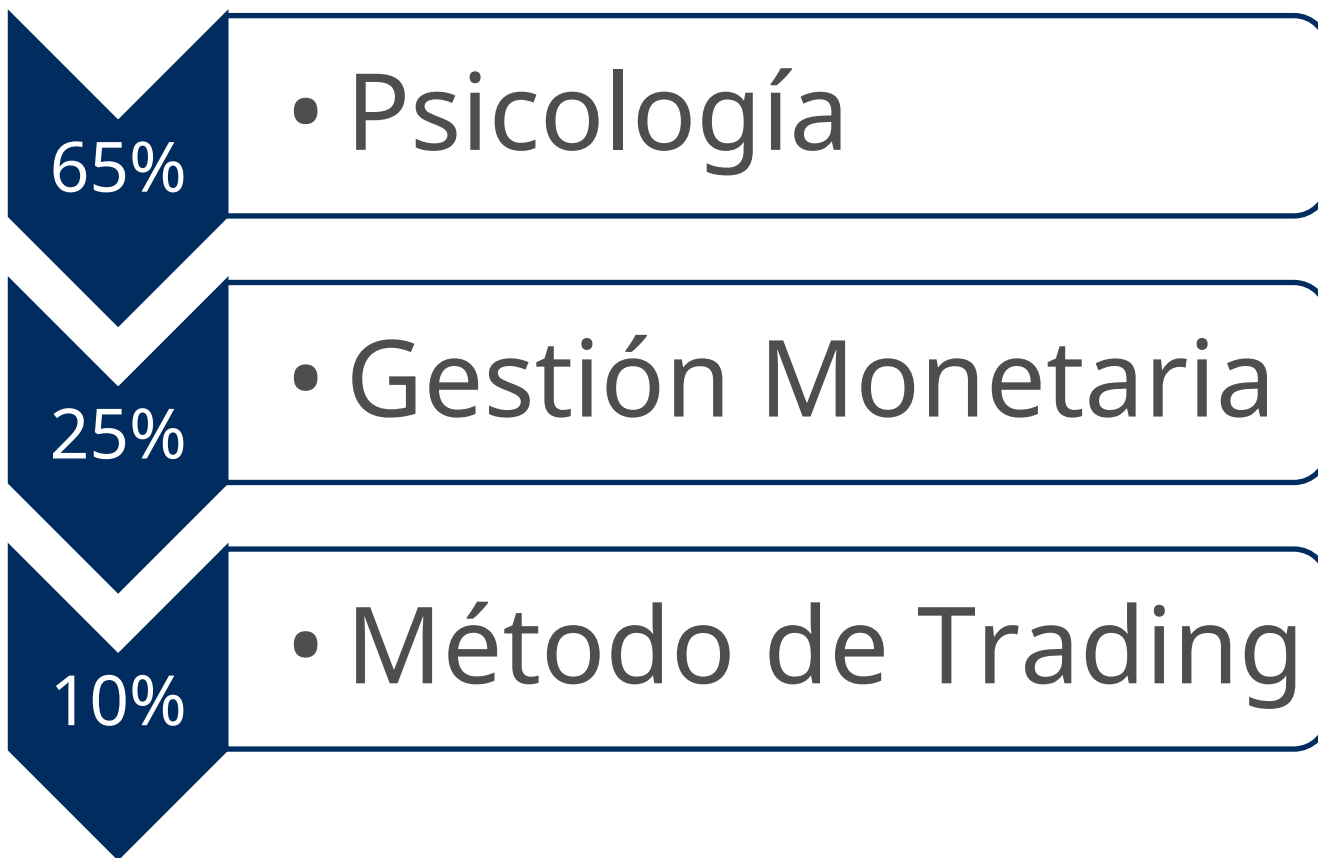 65%
• Psicología
25%
• Gestión Monetaria
10%
• Método de Trading